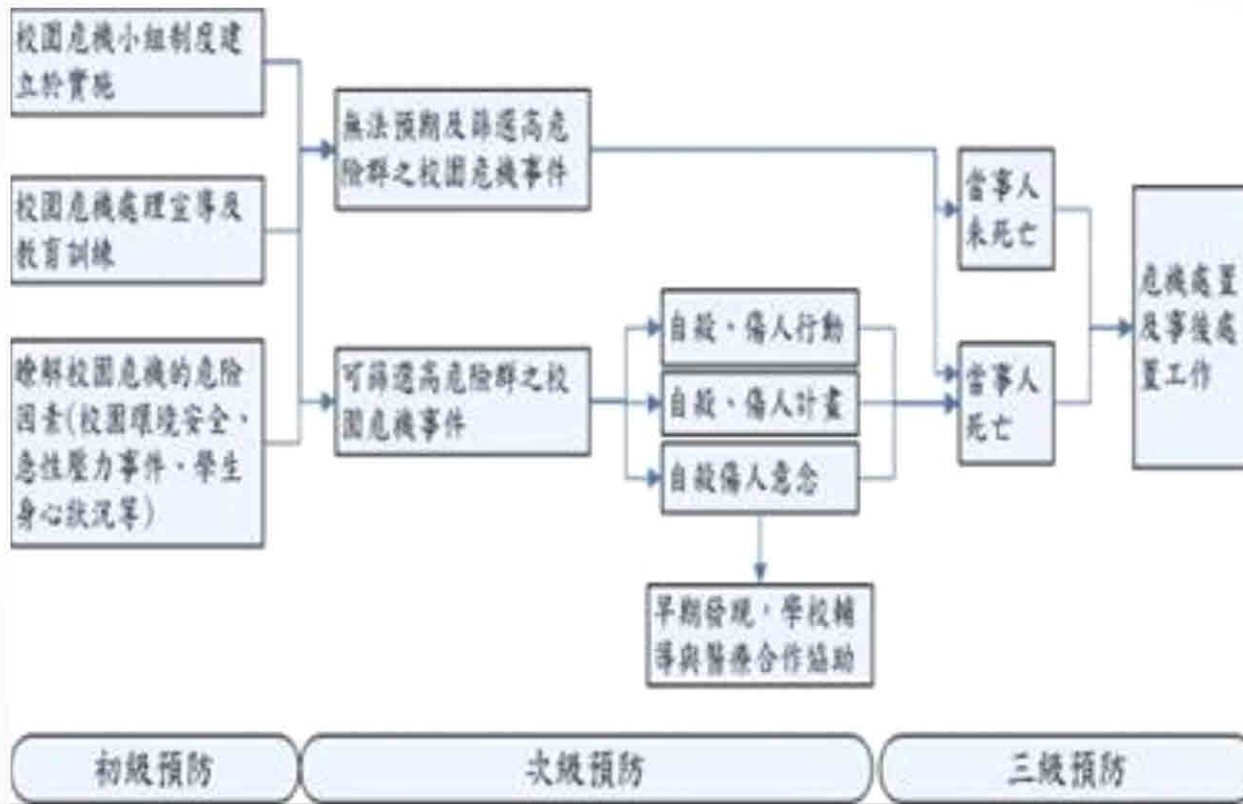 校園危機小組制度建
立於實施
校園危機處理宣導及
教育訓練
瞭解校園危機的危險
因素(校園環境安全、
急性壓力事件、學生
身心狀況等)
無法預期及篩選高危
險群之校園危機事件
可篩選高危險群之校
園危機事件
自殺、傷人行動
自殺、傷人計畫
自殺傷人意念
早期發現，學校輔
導與醫療合作協助
當事人
未死亡
當事人
死亡
危機處置
及事後處
置工作
初級預防
次級預防
三級預防